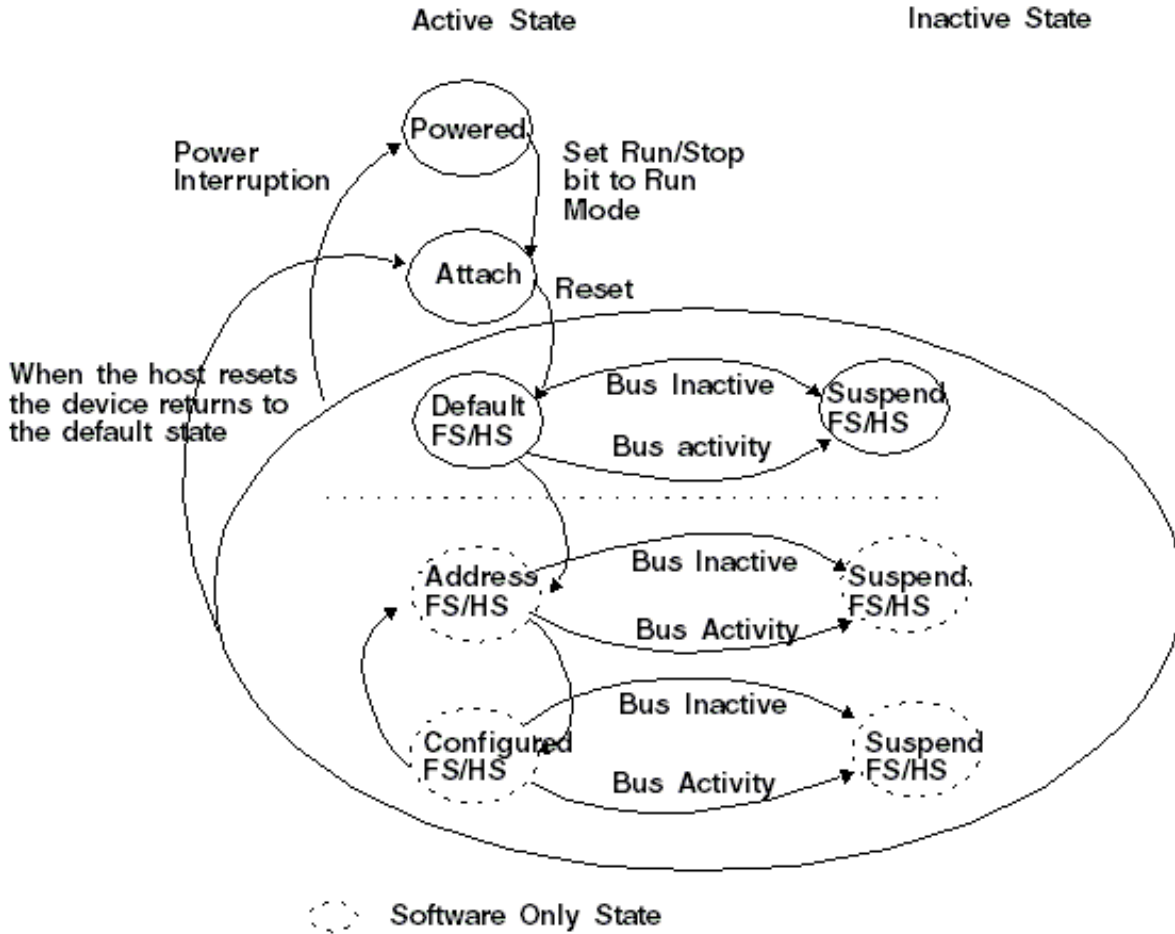 Active State
Inactive State
Powered
Power
Interruption
Set Run/Stop
bit to Run
Mode
Attach
Reset
When the host resets
the device returns to
the default state
Default
FS/HS
Bus Inactive
Suspend
FS/HS
Bus activity
Address
FS/HS
Bus Inactive
Suspend
FS/HS
Bus Activity
Configured
FS/HS
Bus Inactive
Suspend
FS/HS
Bus Activity
Software Only State